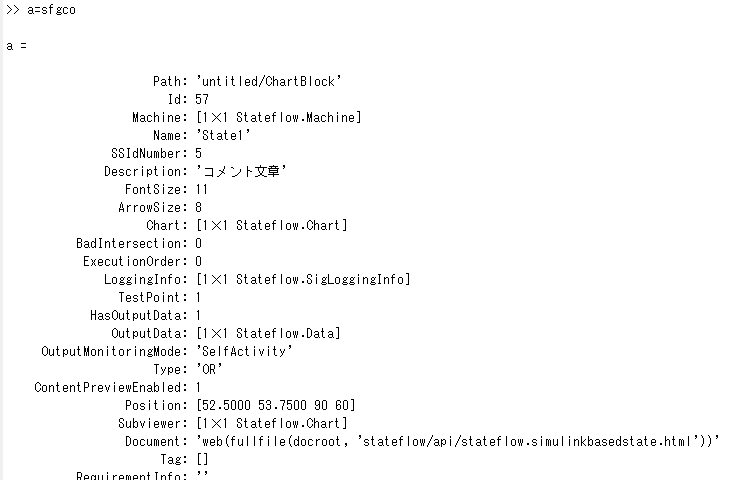 >> a=sfgco
a =
Path: 'untitled/ChartBlock'
Id: 57
Machine: [1×1 Stateflow.Machine]
Name: 'State1'
SSIdNumber: 5
Description: 'コメント文章'
FontSize: 11
ArrowSize: 8
Chart: [1×1 Stateflow.Chart]
BadIntersection: 0
ExecutionOrder: 0
LoggingInfo: [1×1 Stateflow.SigLoggingInfo]
TestPoint: 1
HasOutputData: 1
OutputData: [1×1 Stateflow.Data]
OutputMonitoringMode: 'SelfActivity'
Type: 'OR'
ContentPreviewEnabled: 1
Position: [52.5000 53.7500 90 60]
Subviewer: [1×1 Stateflow.Chart]
Document: 'web(fullfile(docroot, 'stateflow/api/stateflow.simulinkbasedstate.html'))'
Tag: []
RequirementInfo: ''